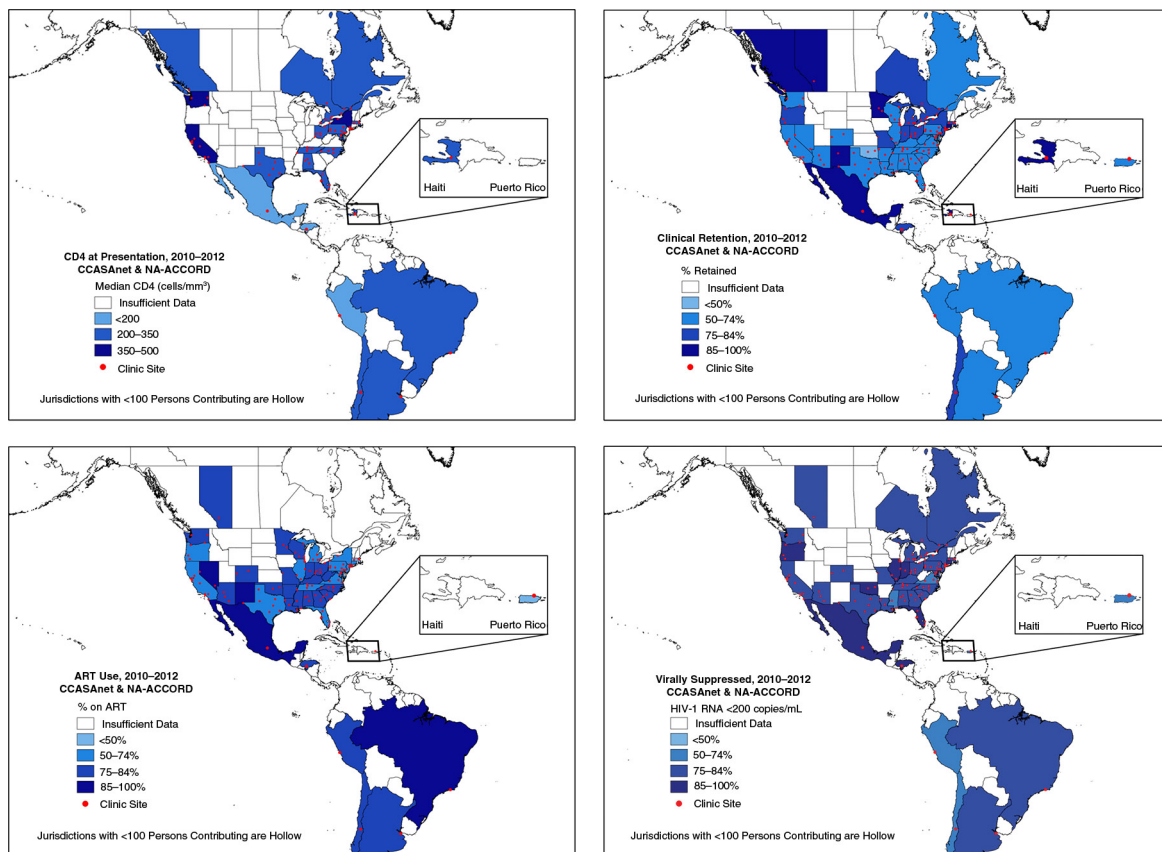 Haiti
Puerto Rico
CD4 at Presentation, 2010–2012
CCASAnet & NA-ACCORD
Median CD4 (cells/mm³)
Insufficient Data
<200
200–350
350–500
Clinic Site
Jurisdictions with <100 Persons Contributing are Hollow
Haiti
Puerto Rico
Clinical Retention, 2010–2012
CCASAnet & NA-ACCORD
% Retained
Insufficient Data
<50%
50–74%
75–84%
85–100%
Clinic Site
Jurisdictions with <100 Persons Contributing are Hollow
Haiti
Puerto Rico
ART Use, 2010–2012
CCASAnet & NA-ACCORD
% on ART
Insufficient Data
<50%
50–74%
75–84%
85–100%
Clinic Site
Jurisdictions with <100 Persons Contributing are Hollow
Haiti
Puerto Rico
Virally Suppressed, 2010–2012
CCASAnet & NA-ACCORD
HIV-1 RNA <200 copies/mL
Insufficient Data
<50%
50–74%
75–84%
85–100%
Clinic Site
Jurisdictions with <100 Persons Contributing are Hollow